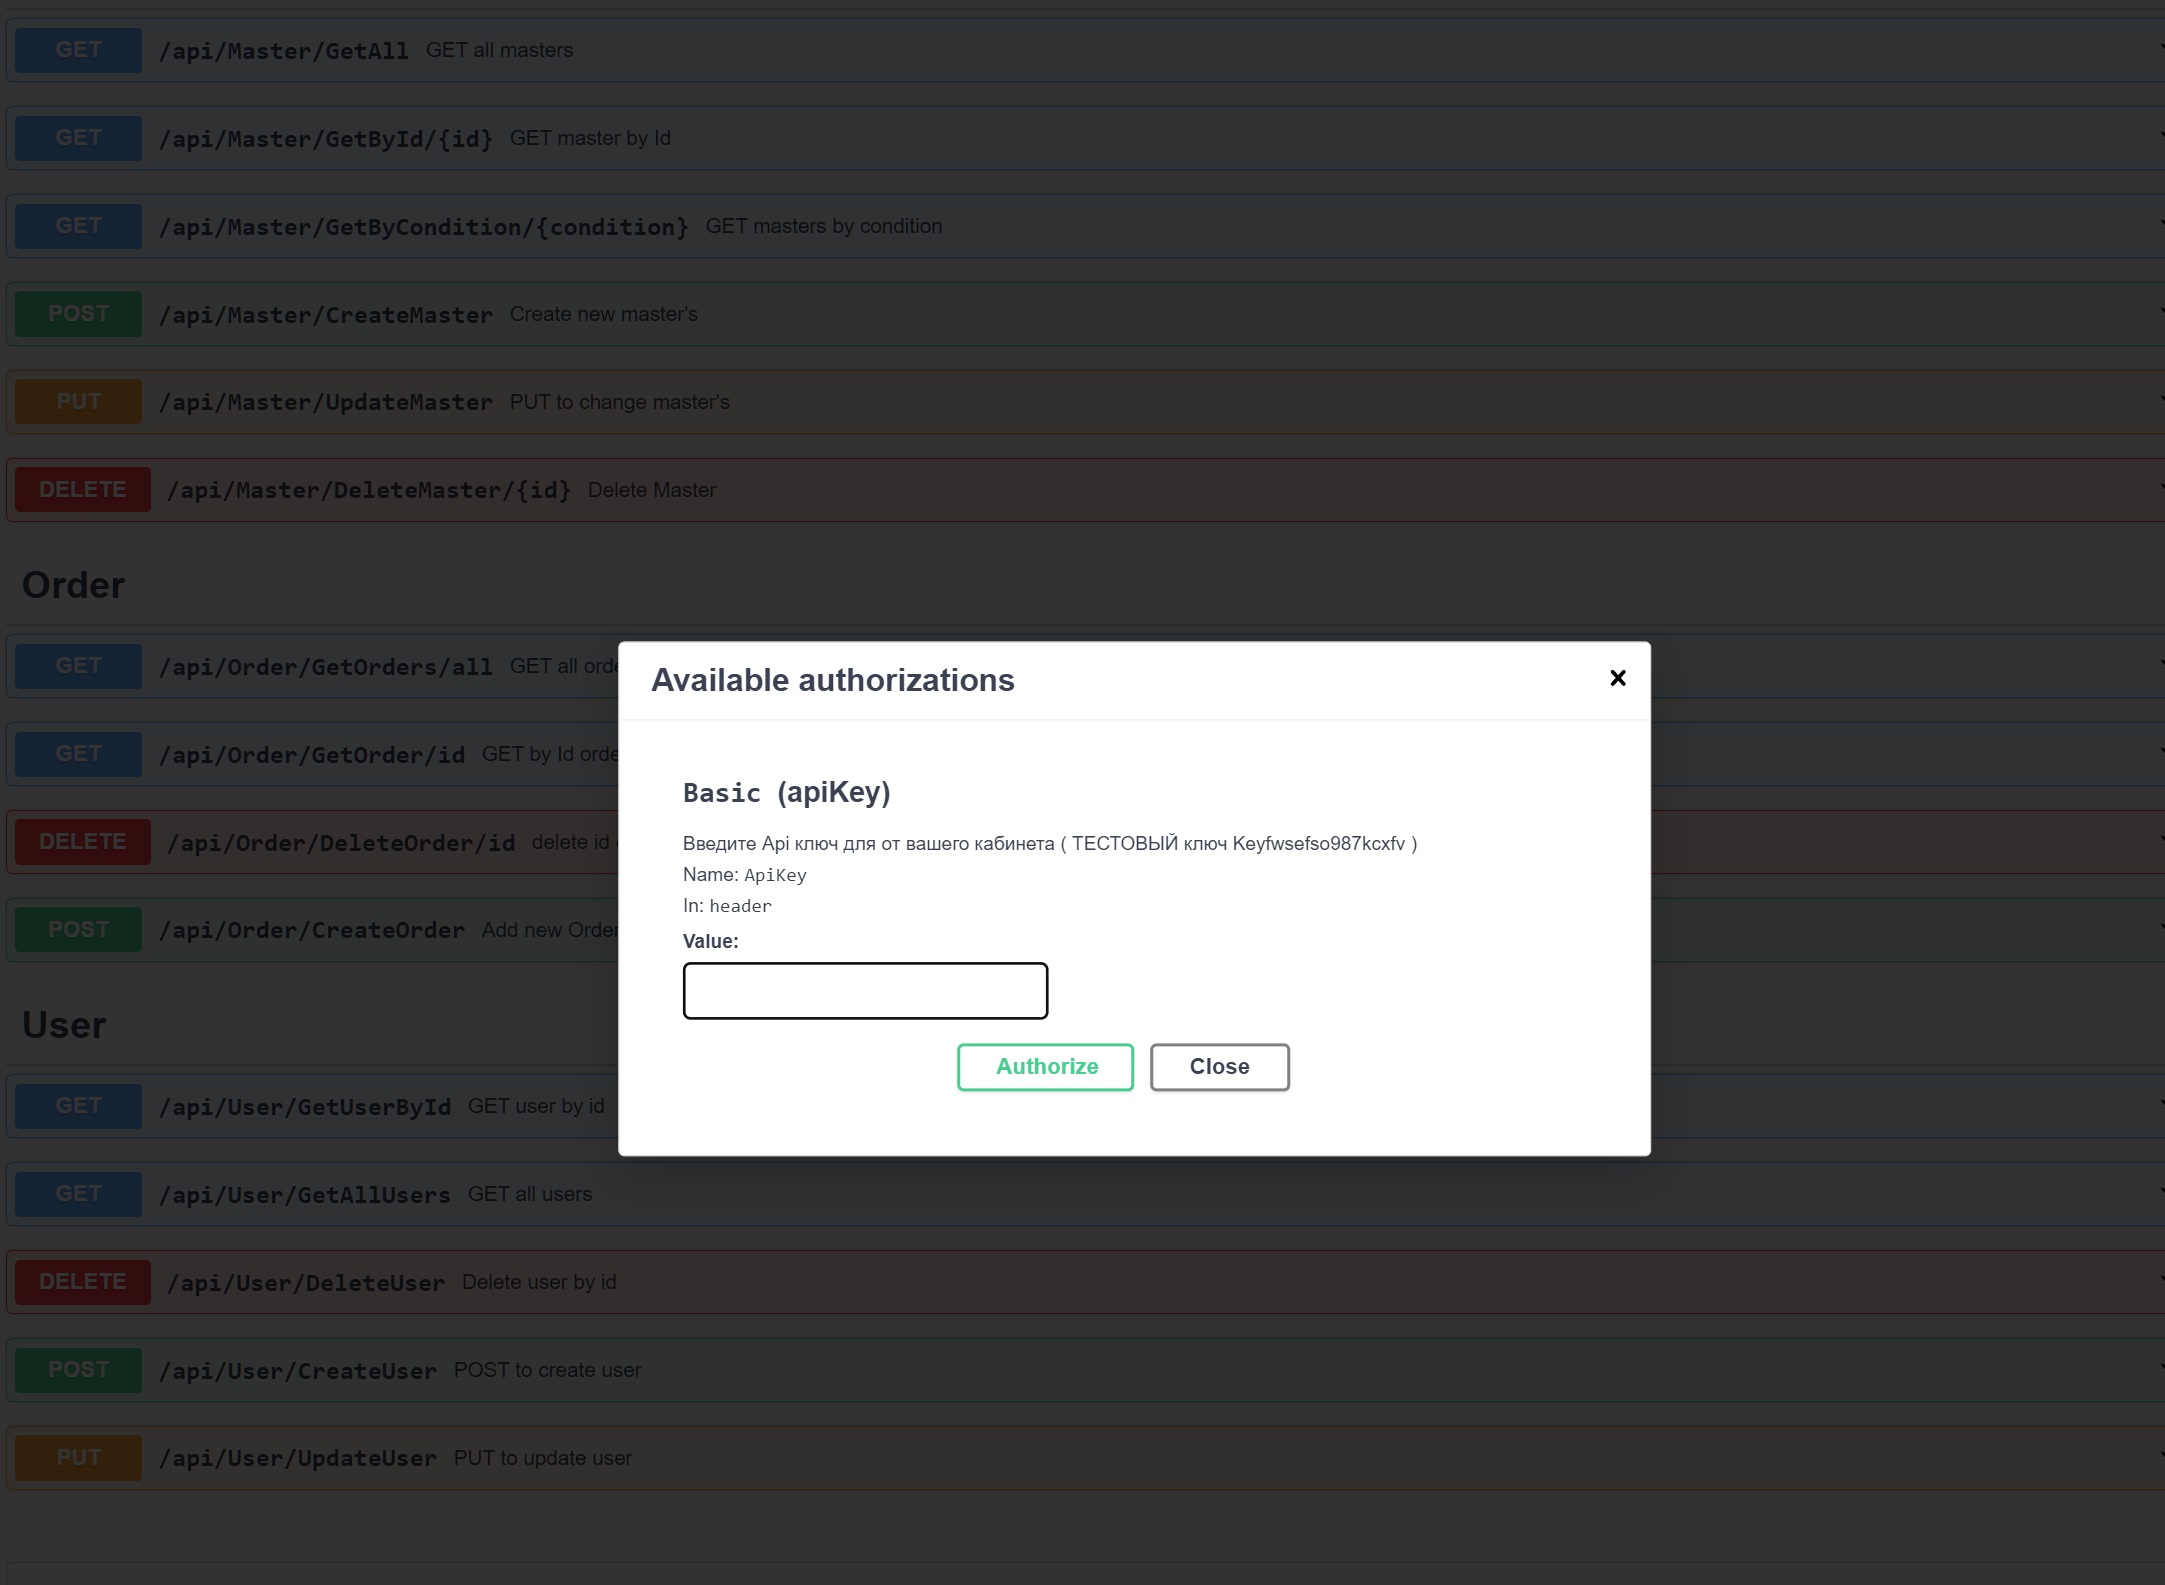 GET /api/Master/GetAll GET all masters
GET /api/Master/GetById/{id} GET master by Id
GET /api/Master/GetByCondition/{condition} GET masters by condition
POST /api/Master/CreateMaster Create new master's
PUT /api/Master/UpdateMaster PUT to change master's
DELETE /api/Master/DeleteMaster/{id} Delete Master
Order
GET /api/Order/GetOrders/all GET all orde
GET /api/Order/GetOrder/id GET by Id orde
DELETE /api/Order/DeleteOrder/id delete id
POST /api/Order/CreateOrder Add new Order
User
GET /api/User/GetUserById GET user by id
GET /api/User/GetAllUsers GET all users
DELETE /api/User/DeleteUser Delete user by id
POST /api/User/CreateUser POST to create user
PUT /api/User/UpdateUser PUT to update user
Available authorizations
Basic (apiKey)
Введите Api ключ для от вашего кабинета ( ТЕСТОВЫЙ ключ Keyfwsefso987kcxfv )
Name: ApiKey
In: header
Value:
Authorize Close